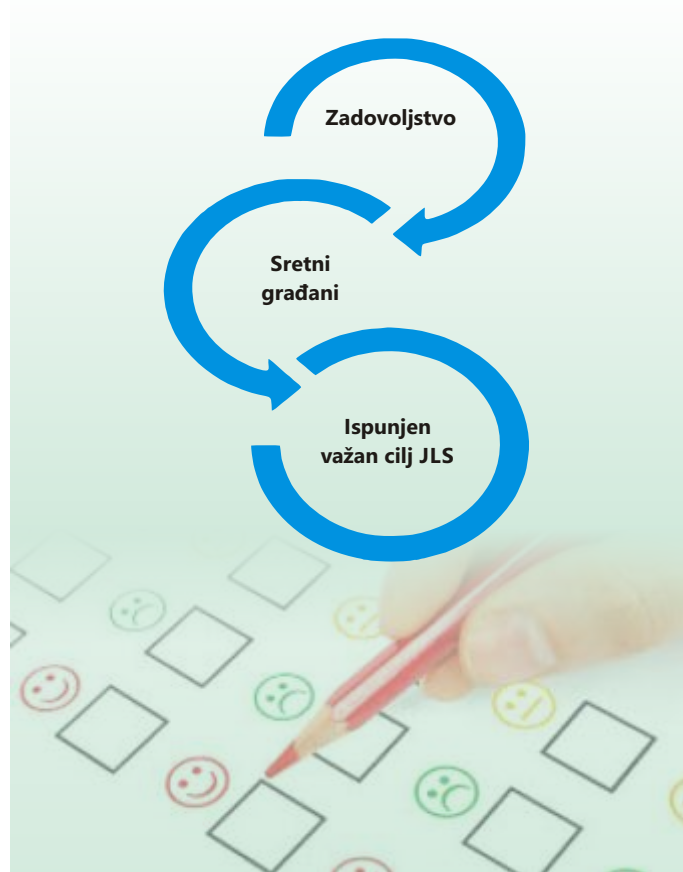 Zadovoljstvo
Sretni
građani
Ispunjen
važan cilj JLS